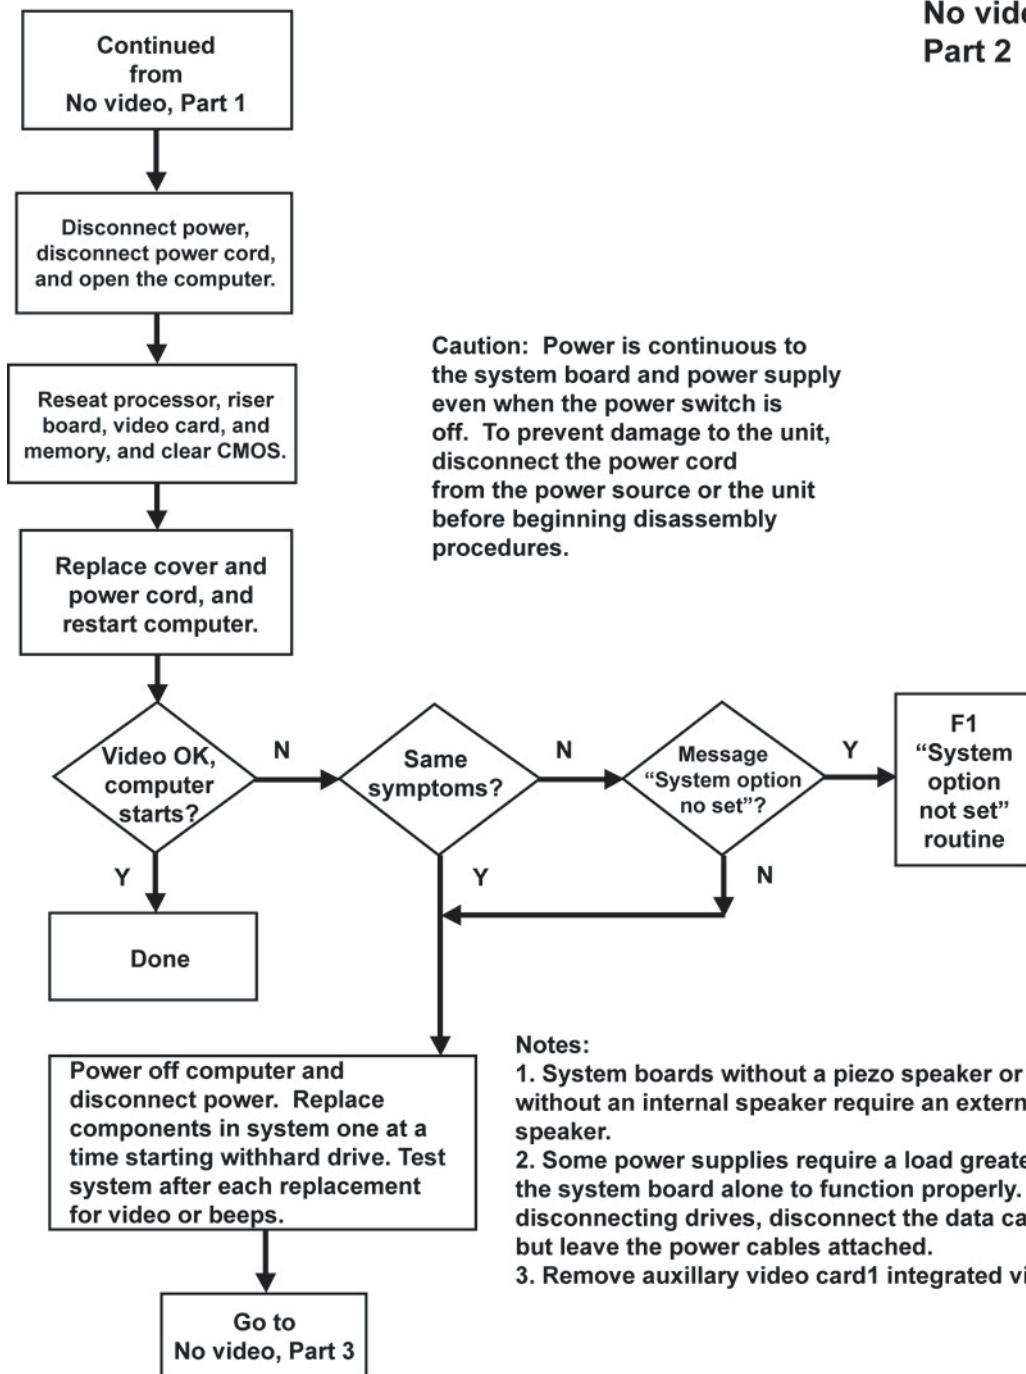 No
Part 2
Continued
from
No video, Part 1
Disconnect power,
disconnect power cord,
and open the computer.
Reseat processor, riser
board, video card, and
memory, and clear CMOS.
Caution: Power is continuous to
the system board and power supply
even when the power switch is
off. To prevent damage to the unit,
disconnect the power cord
from the power source or the unit
before beginning disassembly
procedures.
Replace cover and
power cord, and
restart computer.
Video OK,
computer
starts?
N
Same
symptoms?
N
Message
"System option
no set"?
Y
F1
"System
option
not set"
routine
Y
Y
N
Done
Power off computer and
disconnect power. Replace
components in system one at a
time starting withhard drive. Test
system after each replacement
for video or beeps.
Notes:
1. System boards without a piezo speaker or
without an internal speaker require an
speaker.
2. Some power supplies require a load
the system board alone to function properly.
disconnecting drives, disconnect the data
but leave the power cables attached.
3. Remove auxillary video card1 integrated
Go to
No video, Part 3